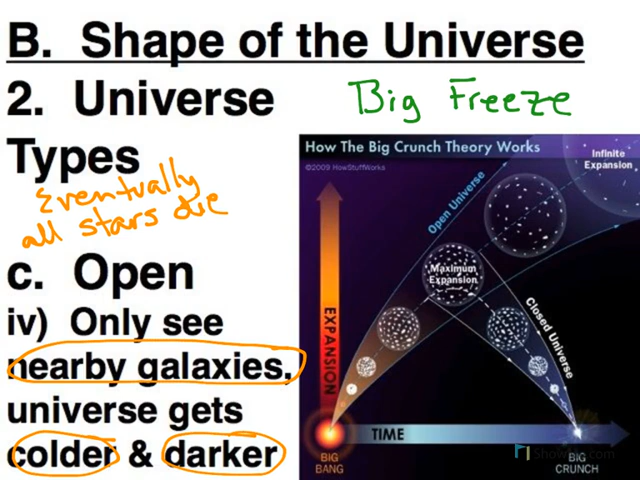 B. Shape of the Universe
2. Universe
Types
Big Freeze
Eventually
all stars die
c. Open
iv) Only see
nearby galaxies,
universe gets
colder & darker
How The Big Crunch Theory Works
©2009 HowStuffWorks
Infinite
Expansion
Open Universe
Maximum
Expansion
Closed Universe
EXPANSION
TIME
BIG
BANG
BIG
CRUNCH
ShowMe.com